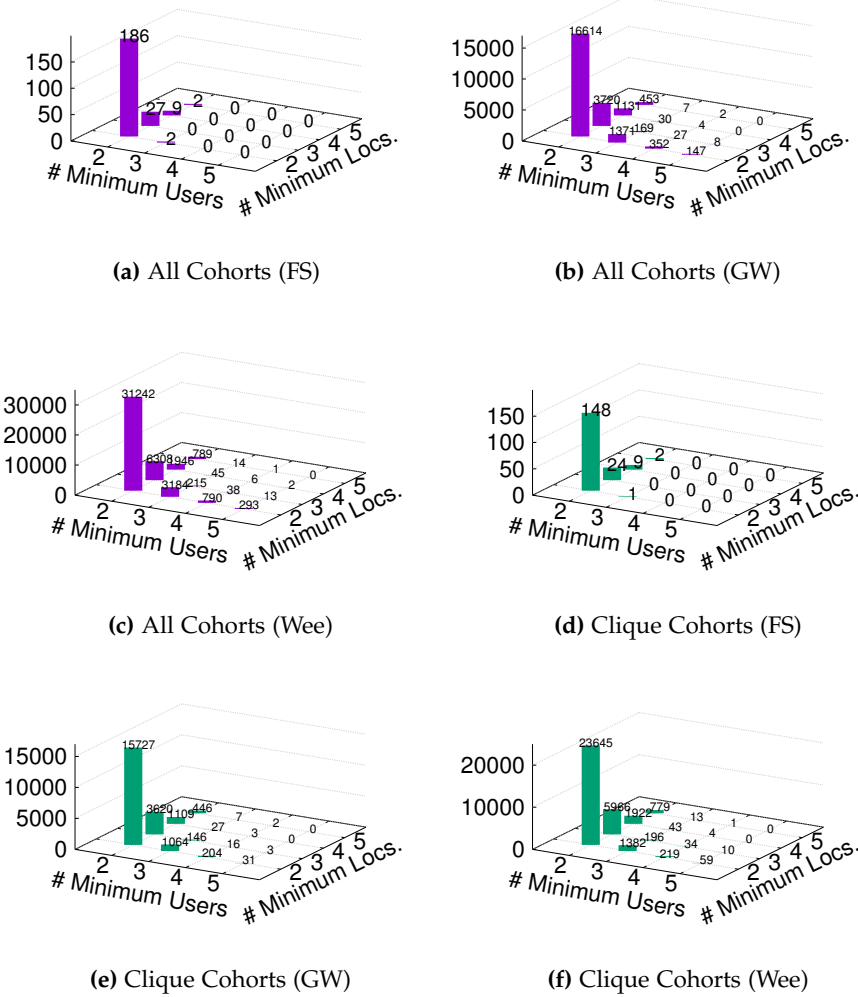 186
150
100
50
0
27 9 2 0 0 0
0 0 0
0 0 0
2 0 0
2 3 4 5
2 3 4 5
# Minimum Users
# Minimum Locs.
(a) All Cohorts (FS)
16614
15000
10000
5000
0
3720 1131 453 7 2 0
30 4 0
1371 169 27 8
352 147
2 3 4 5
2 3 4 5
# Minimum Users
# Minimum Locs.
(b) All Cohorts (GW)
31242
30000
20000
10000
0
6308 1946 789 14 1 0
45 6 2
3184 215 38 13
790 293
2 3 4 5
2 3 4 5
# Minimum Users
# Minimum Locs.
(c) All Cohorts (Wee)
148
150
100
50
0
24 9 2 0 0 0
0 0 0
0 0 0
1 0 0
2 3 4 5
2 3 4 5
# Minimum Users
# Minimum Locs.
(d) Clique Cohorts (FS)
15727
15000
10000
5000
0
3620 1109 446 7 2 0
27 3 0
1064 146 16 3
204 31
2 3 4 5
2 3 4 5
# Minimum Users
# Minimum Locs.
(e) Clique Cohorts (GW)
23645
20000
10000
0
5966 1922 779 13 1 0
43 4 0
1382 196 34 10
219 59
2 3 4 5
2 3 4 5
# Minimum Users
# Minimum Locs.
(f) Clique Cohorts (Wee)